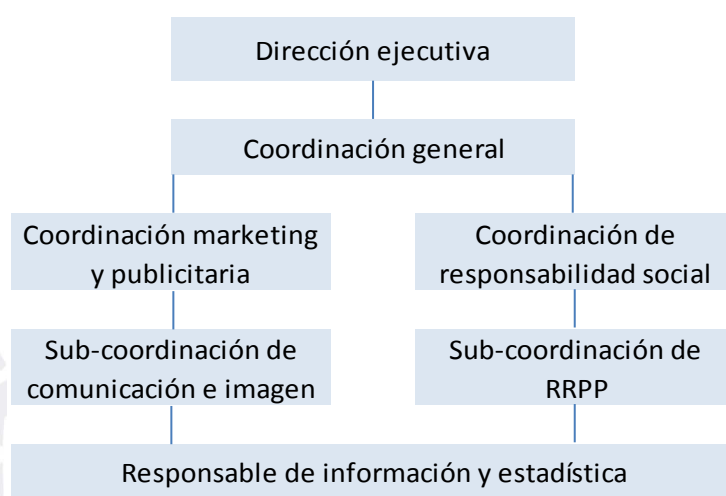 Dirección ejecutiva
Coordinación general
Coordinación marketing
y publicitaria
Coordinación de
responsabilidad social
Sub-coordinación de
comunicación e imagen
Sub-coordinación de
RRPP
Responsable de información y estadística